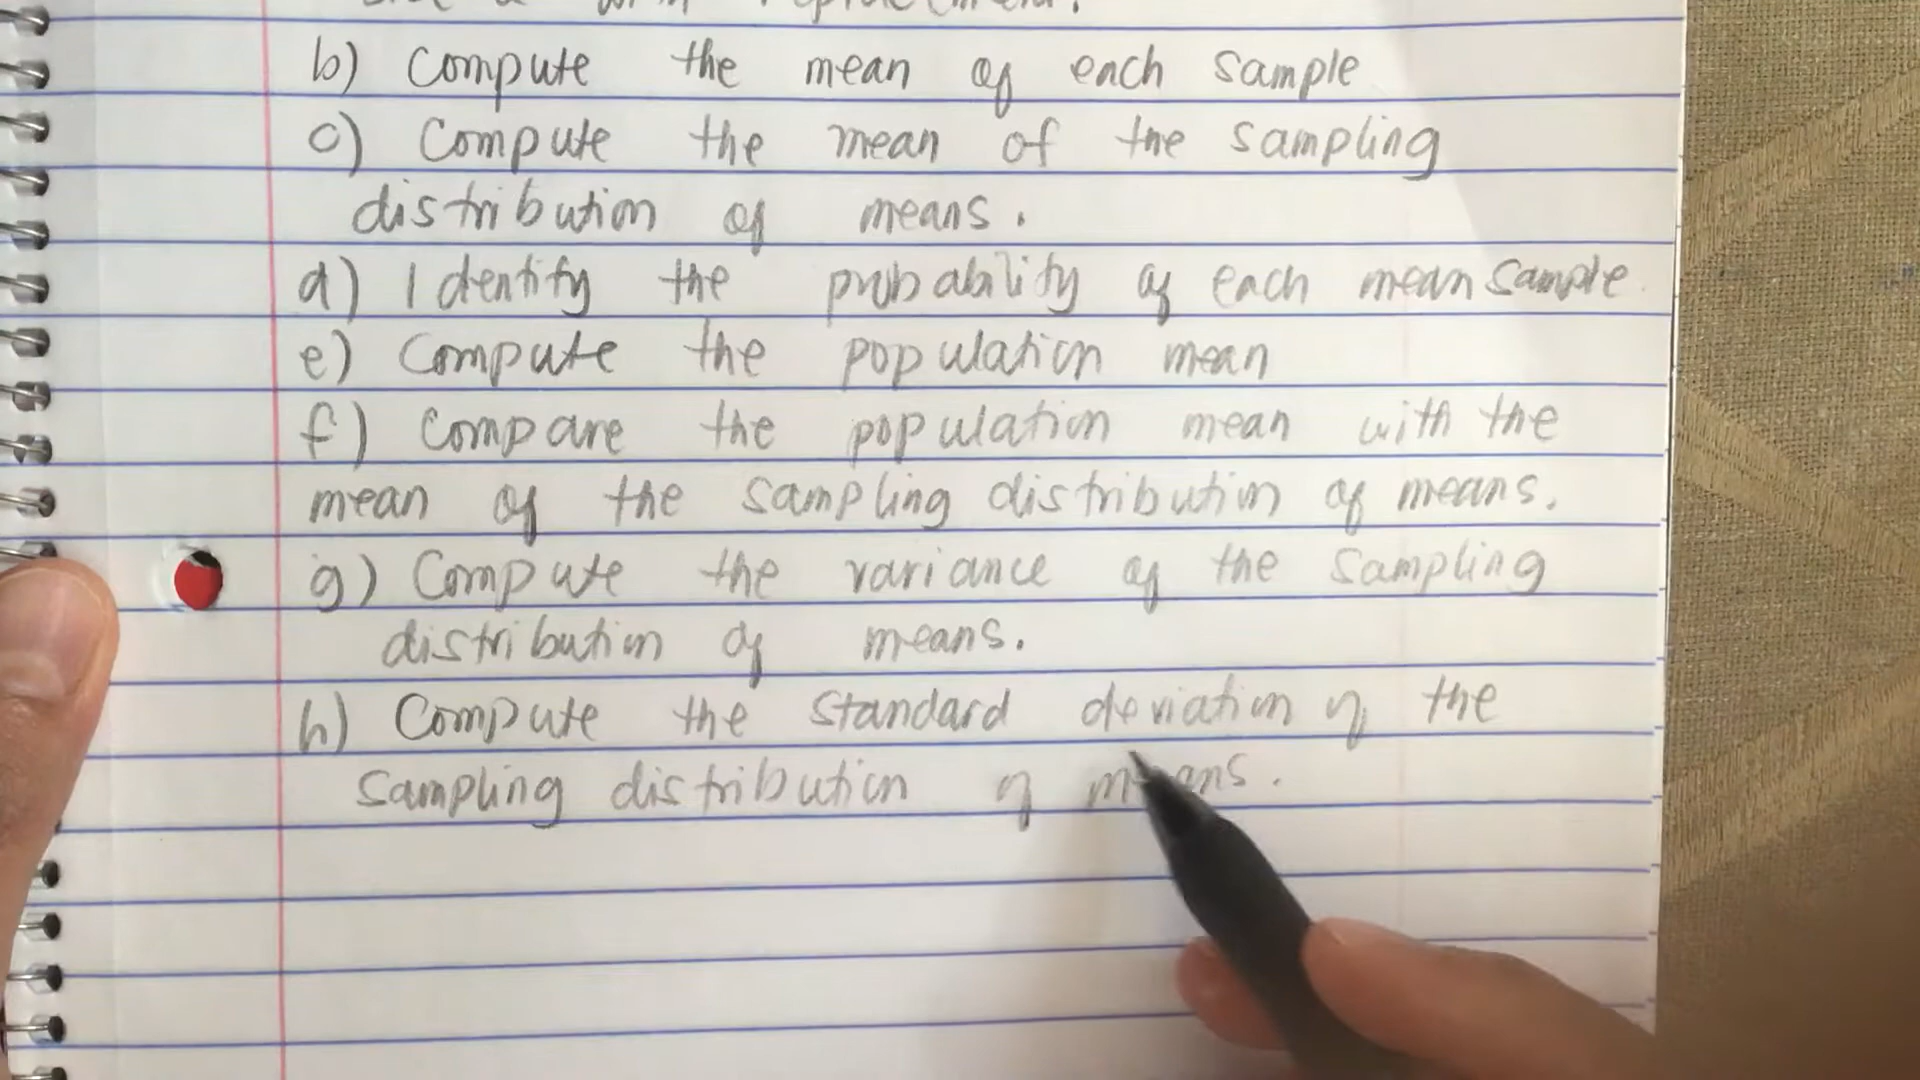 b) Compute the mean of each sample
c) Compute the mean of the sampling
distribution of means.
d) Identify the probability of each mean sample.
e) Compute the population mean
f) Compare the population mean with the
mean of the sampling distribution of means.
g) Compute the variance of the sampling
distribution of means.
h) Compute the standard deviation of the
sampling distribution of means.